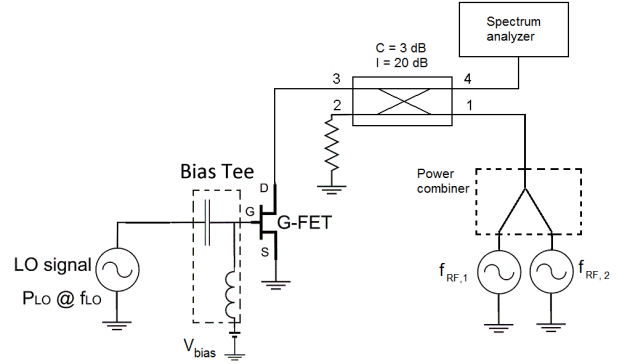 Spectrum
analyzer
C = 3 dB
I = 20 dB
3
4
2
1
Power
combiner
Bias Tee
D
G
G-FET
S
LO signal
PLO @ fLO
Vbias
fRF,1
fRF, 2